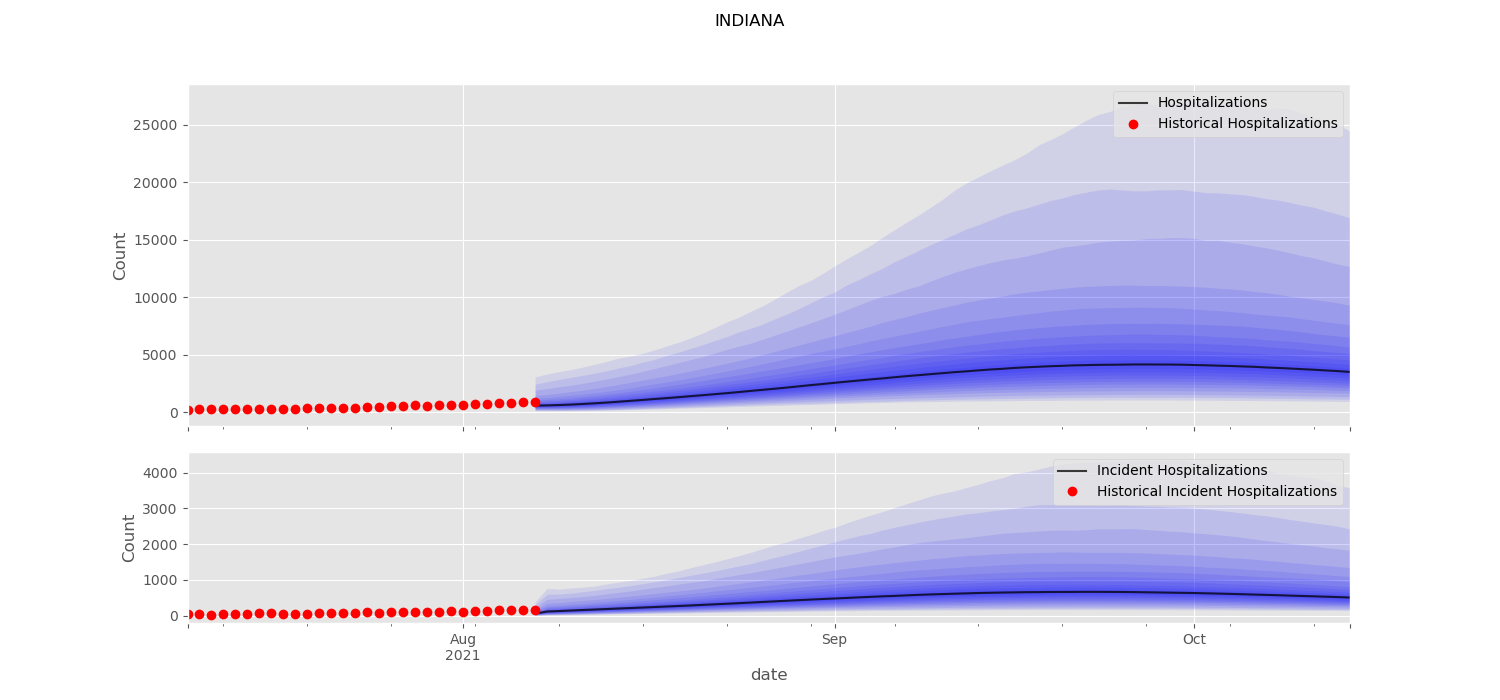 INDIANA
Hospitalizations
Historical Hospitalizations
25000
20000
15000
10000
5000
0
Count
Incident Hospitalizations
Historical Incident Hospitalizations
4000
3000
2000
1000
0
Count
Aug
2021
Sep
Oct
date